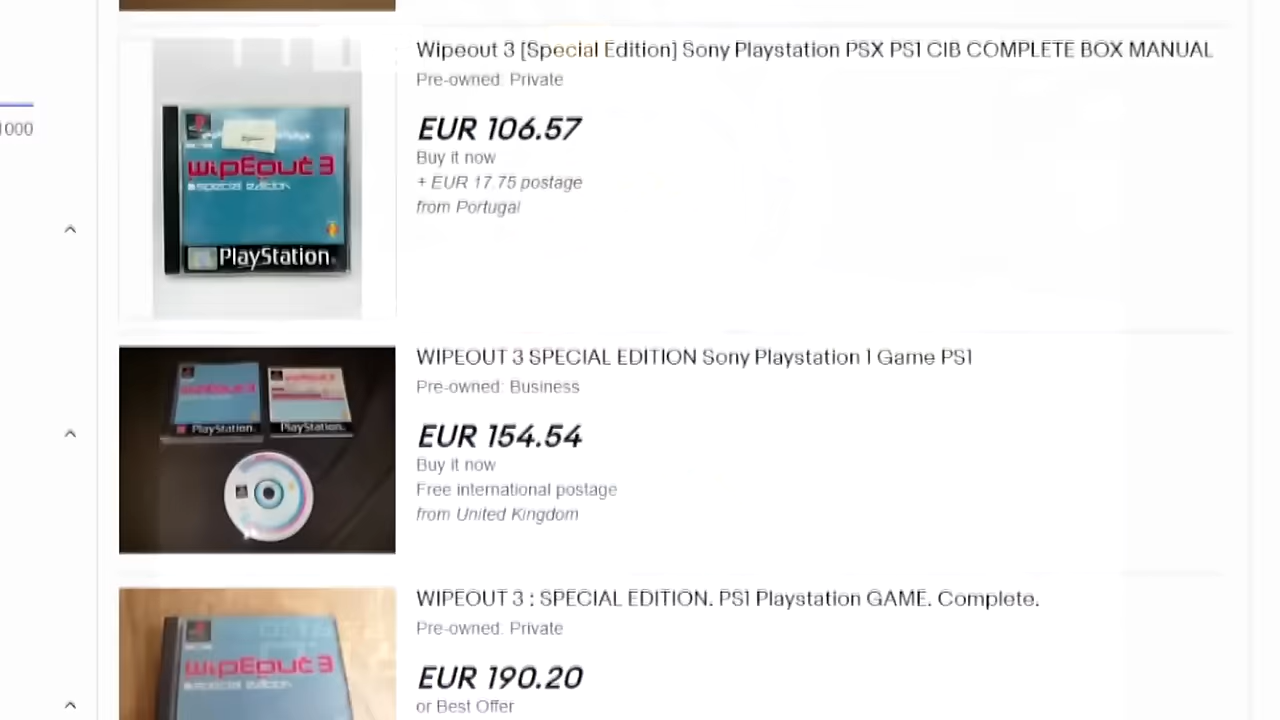 Wipeout 3 [Special Edition] Sony Playstation PSX PS1 CIB COMPLETE BOX MANUAL
Pre-owned: Private
EUR 106.57
Buy it now
+ EUR 17.75 postage
from Portugal
1000
wipEout 3
special edition
PlayStation
WIPEOUT 3 SPECIAL EDITION Sony Playstation 1 Game PS1
Pre-owned: Business
EUR 154.54
Buy it now
Free international postage
from United Kingdom
wipEout 3
PlayStation
PlayStation
WIPEOUT 3 : SPECIAL EDITION. PS1 Playstation GAME. Complete.
Pre-owned: Private
EUR 190.20
or Best Offer
wipEout 3
special edition